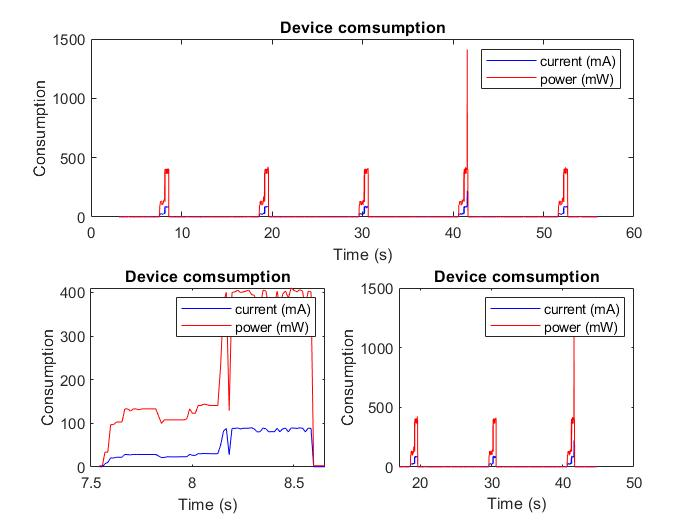 Device comsumption
1500
1000
500
0
Consumption
current (mA)
power (mW)
0 10 20 30 40 50 60
Time (s)
Device comsumption
400
300
200
100
0
Consumption
current (mA)
power (mW)
7.5 8 8.5
Time (s)
Device comsumption
1500
1000
500
0
Consumption
current (mA)
power (mW)
20 30 40 50
Time (s)